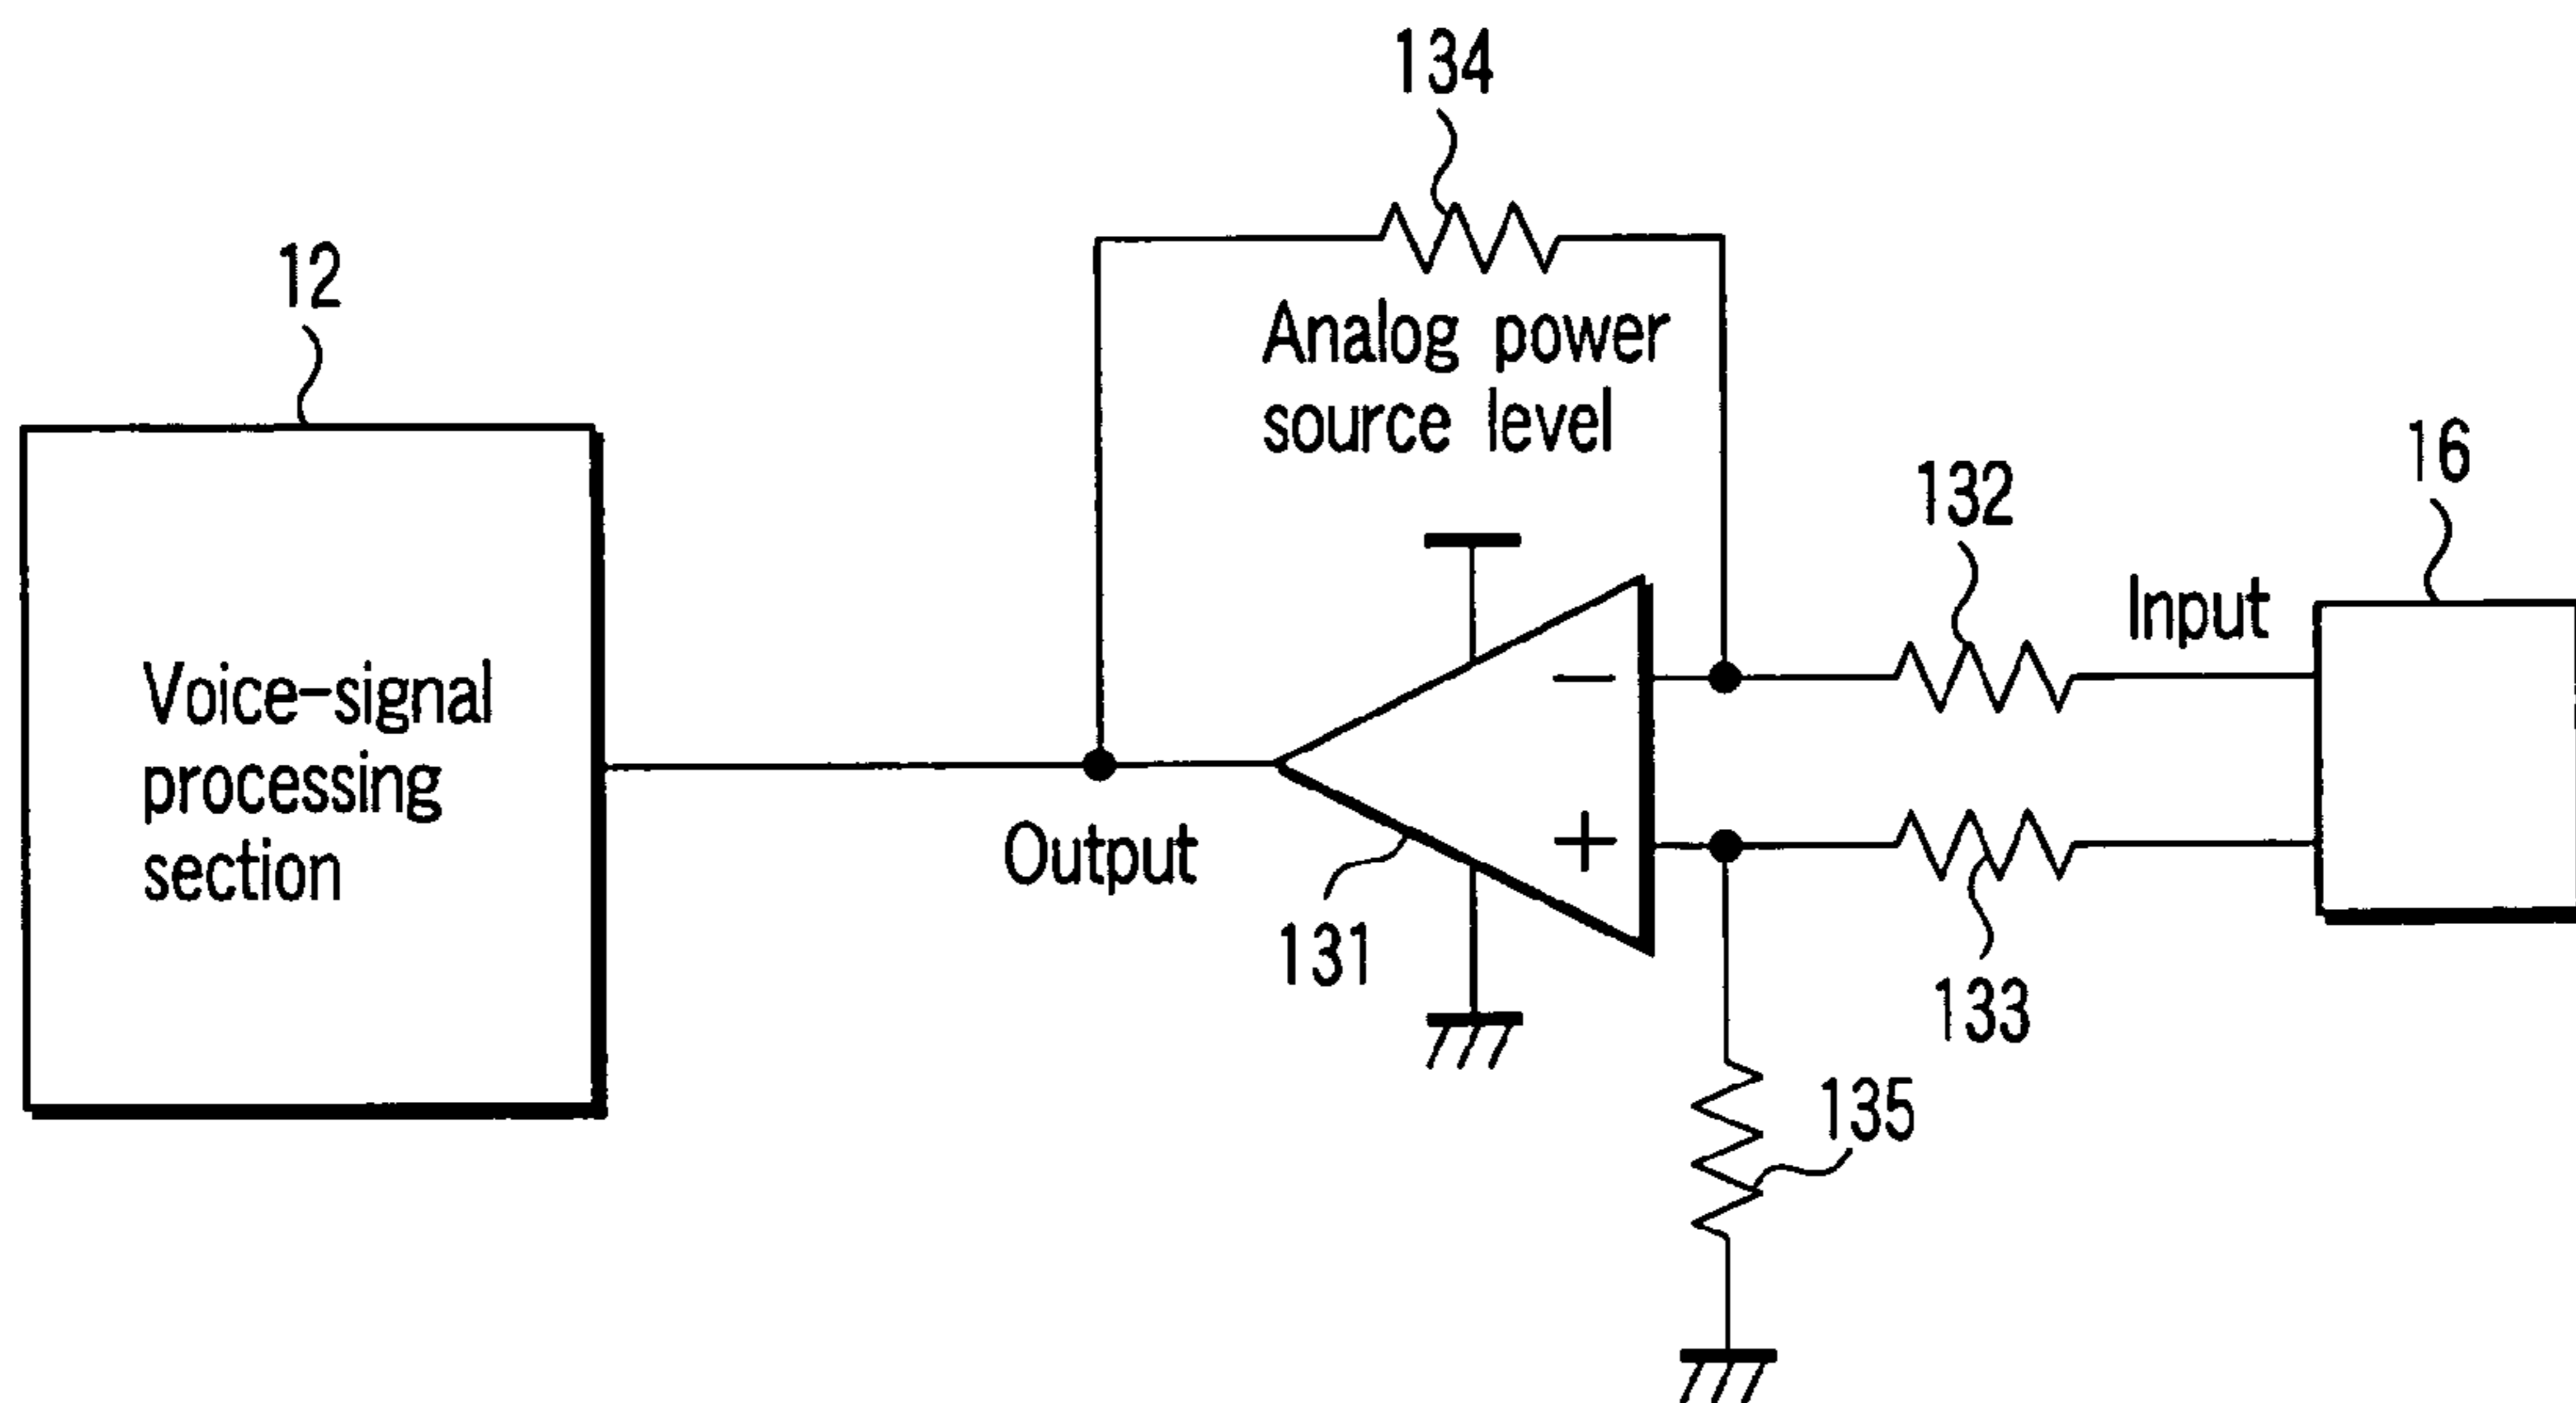 134
12
Analog power
source level
16
132
Input
Voice-signal
processing
section
−
+
Output
131
133
135